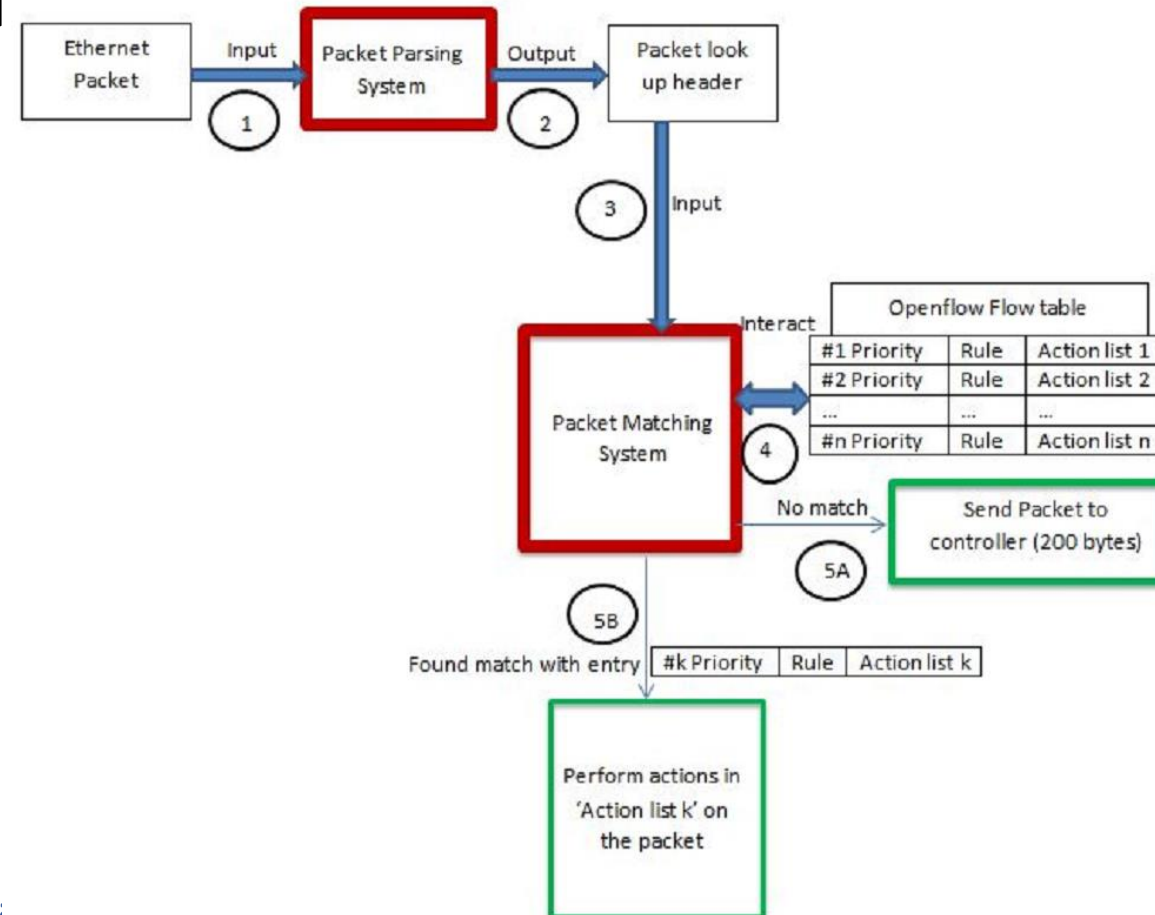 Ethernet
Packet
Input
1
Packet Parsing
System
Output
2
Packet look
up header
3
Input
Interact
Openflow Flow table
#1 Priority Rule Action list 1
#2 Priority Rule Action list 2
... ... ...
#n Priority Rule Action list n
Packet Matching
System
4
No match
5A
Send Packet to
controller (200 bytes)
5B
Found match with entry
#k Priority Rule Action list k
Perform actions in
‘Action list k’ on
the packet